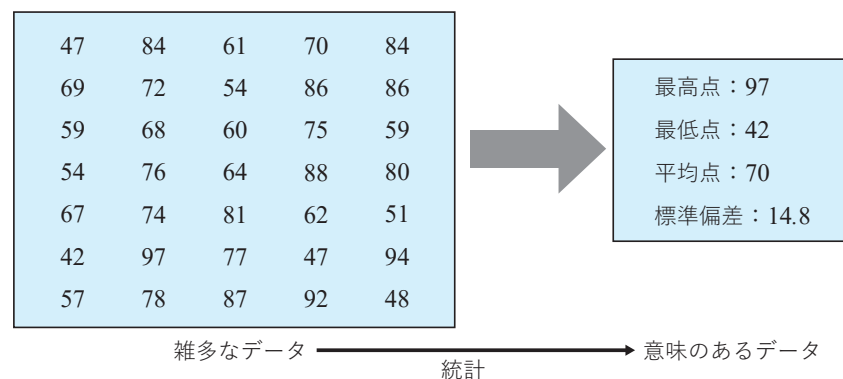 47 84 61 70 84
69 72 54 86 86
59 68 60 75 59
54 76 64 88 80
67 74 81 62 51
42 97 77 47 94
57 78 87 92 48
最高点：97
最低点：42
平均点：70
標準偏差：14.8
雑多なデータ
統計
意味のあるデータ